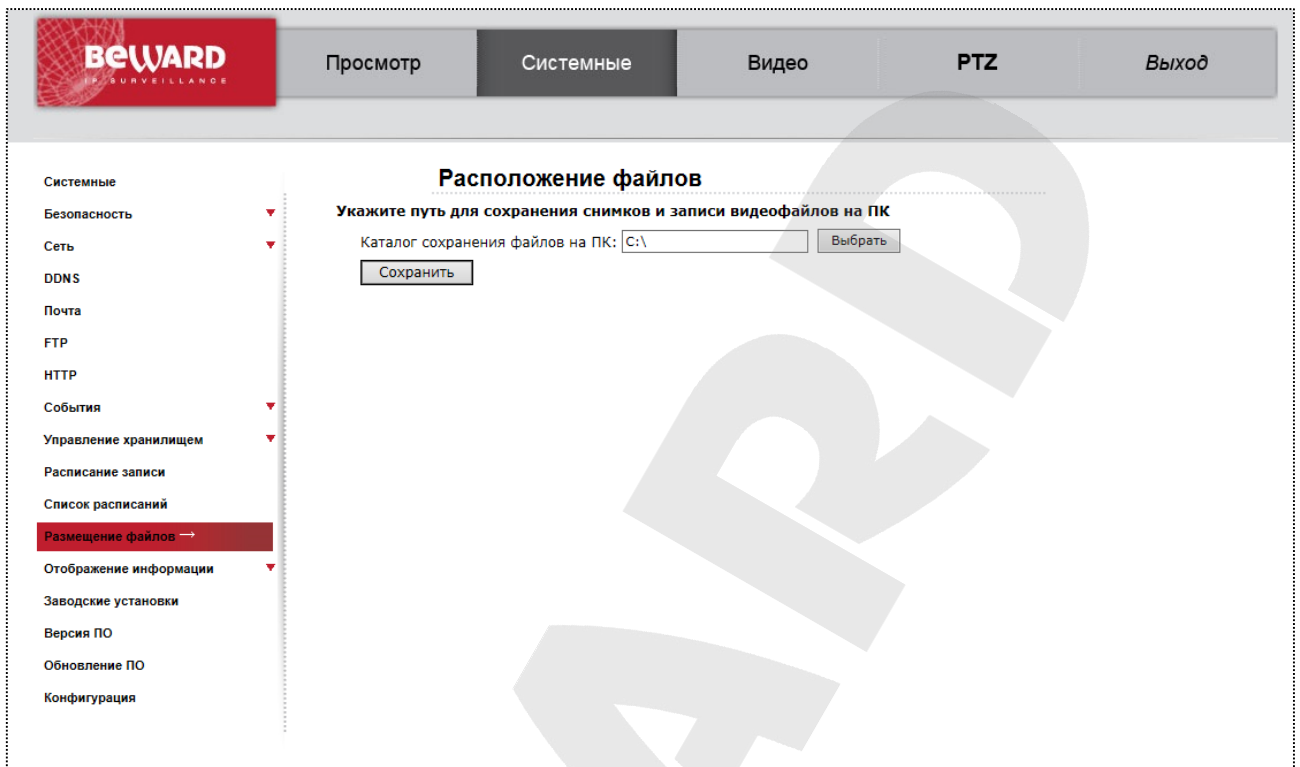 BEWARD
IP SURVEILLANCE
Просмотр
Системные
Видео
PTZ
Выход
Системные
Безопасность
Сеть
DDNS
Почта
FTP
HTTP
События
Управление хранилищем
Расписание записи
Список расписаний
Размещение файлов →
Отображение информации
Заводские установки
Версия ПО
Обновление ПО
Конфигурация
Расположение файлов
Укажите путь для сохранения снимков и записи видеофайлов на ПК
Каталог сохранения файлов на ПК: C:\ Выбрать
Сохранить
ARD